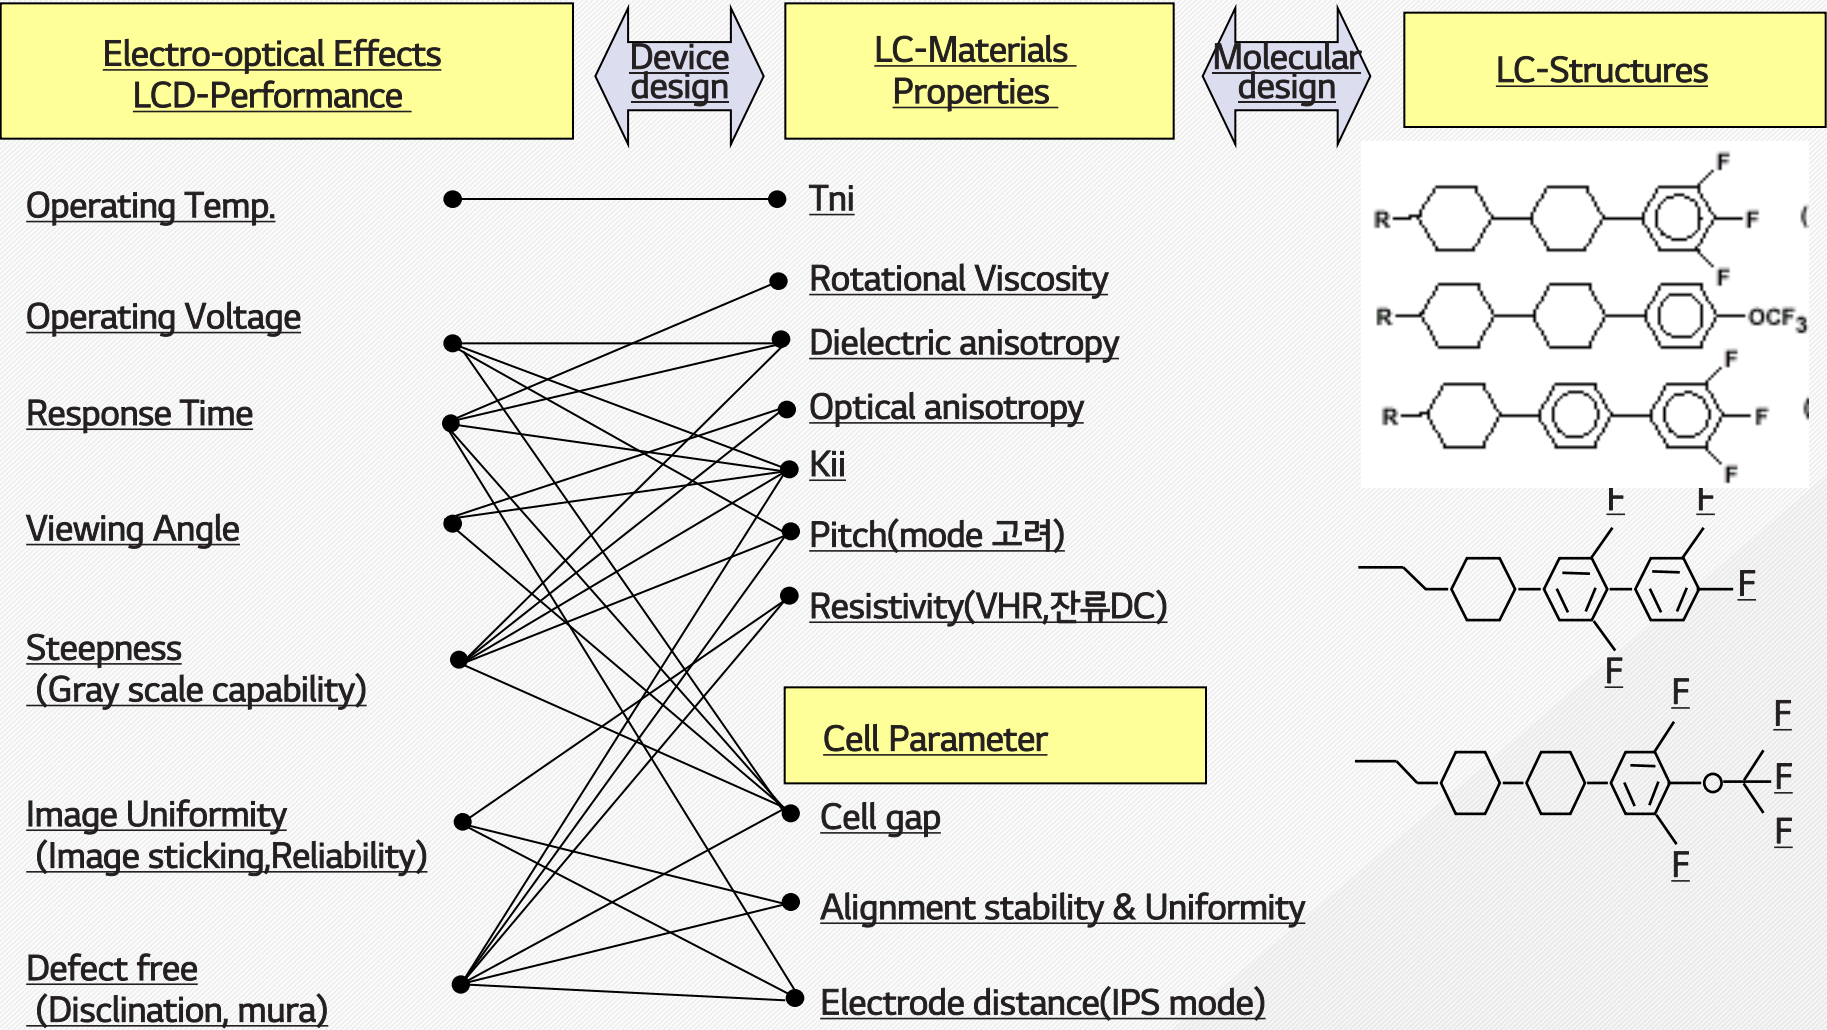 Electro-optical Effects
LCD-Performance
Device
design
LC-Materials
Properties
Molecular
design
LC-Structures
Operating Temp.
Operating Voltage
Response Time
Viewing Angle
Steepness
(Gray scale capability)
Image Uniformity
(Image sticking,Reliability)
Defect free
(Disclination, mura)
Tni
Rotational Viscosity
Dielectric anisotropy
Optical anisotropy
Kii
Pitch(mode 고려)
Resistivity(VHR,잔류DC)
Cell Parameter
Cell gap
Alignment stability & Uniformity
Electrode distance(IPS mode)
F
R F (
F
R OCF3
F
R F (
F
F F
F
F
F F
O F
F
F